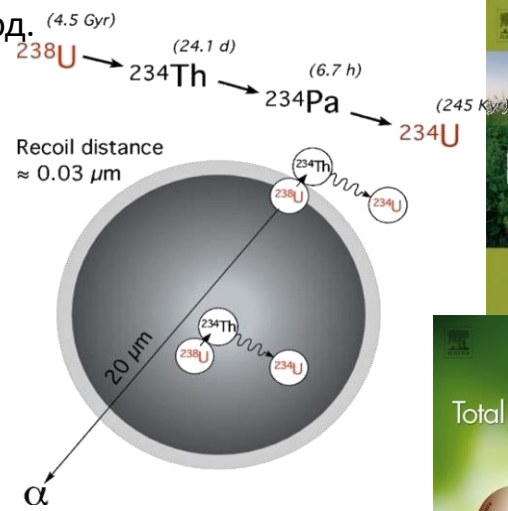 од.
(4.5 Gyr)
238U
(24.1 d)
234Th
(6.7 h)
234Pa
(245 Kyr)
234U
Recoil distance
≈ 0.03 µm
234Th
238U
234U
234Th
238U
234U
20 µm
α
Total